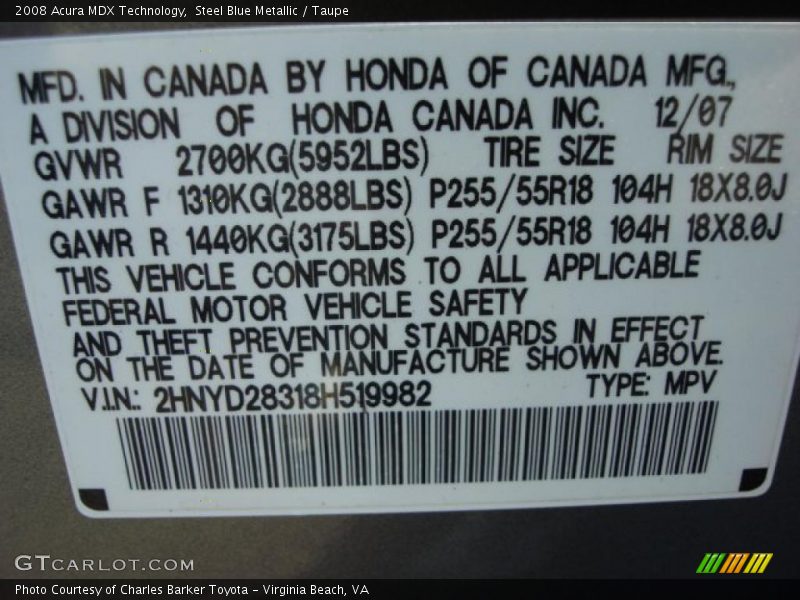 2008 Acura MDX Technology, Steel Blue Metallic / Taupe
MFD. IN CANADA BY HONDA OF CANADA MFG.,
A DIVISION OF HONDA CANADA INC. 12/07
GVWR 2700KG(5952LBS) TIRE SIZE RIM SIZE
GAWR F 1310KG(2888LBS) P255/55R18 104H 18X8.0J
GAWR R 1440KG(3175LBS) P255/55R18 104H 18X8.0J
THIS VEHICLE CONFORMS TO ALL APPLICABLE
FEDERAL MOTOR VEHICLE SAFETY
AND THEFT PREVENTION STANDARDS IN EFFECT
ON THE DATE OF MANUFACTURE SHOWN ABOVE.
V.I.N.: 2HNYD28318H519982 TYPE: MPV
GTCARLOT.COM
Photo Courtesy of Charles Barker Toyota - Virginia Beach, VA